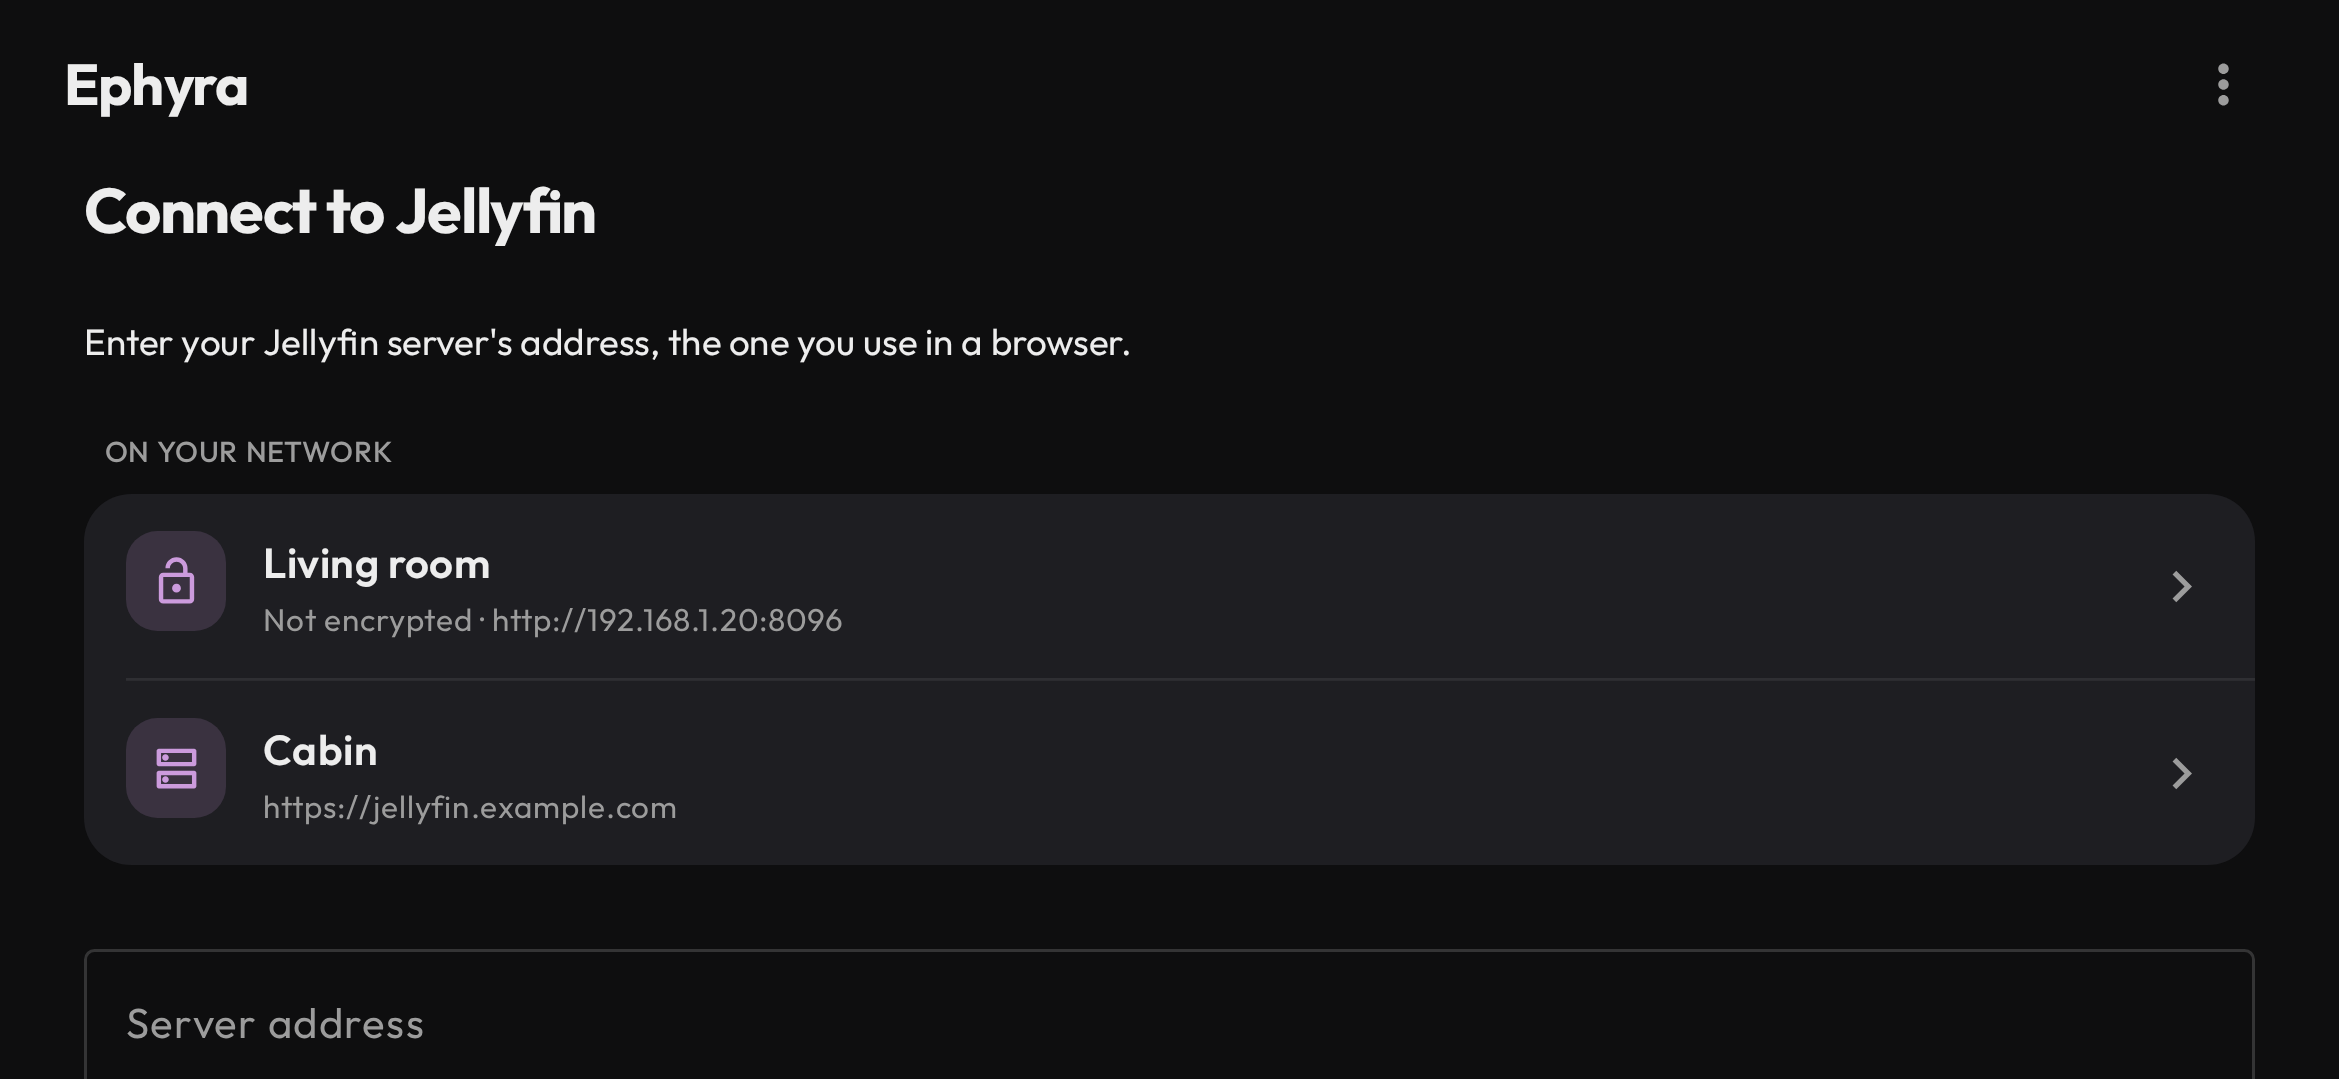 Ephyra
Connect to Jellyfin
Enter your Jellyfin server's address, the one you use in a browser.
ON YOUR NETWORK
Living room
Not encrypted · http://192.168.1.20:8096
Cabin
https://jellyfin.example.com
Server address